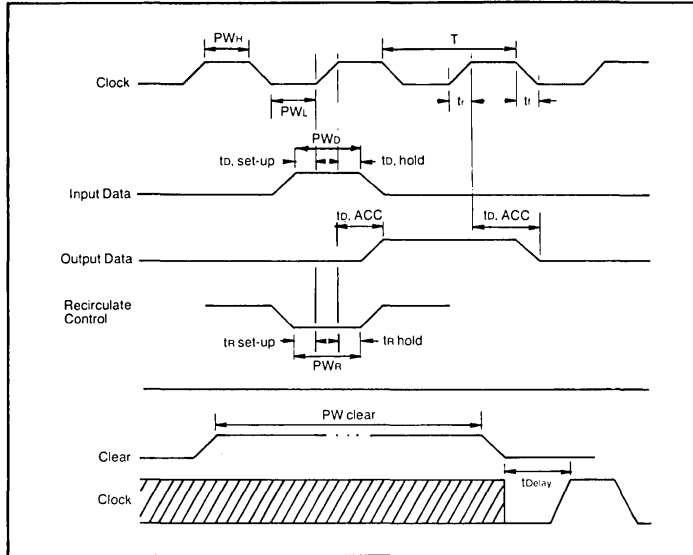 PWH
T
Clock
tr
tf
PWL
PWD
tD, set-up
tD, hold
Input Data
tD, ACC
tD, ACC
Output Data
Recirculate
Control
tR set-up
tR hold
PWR
PW clear
Clear
tDelay
Clock